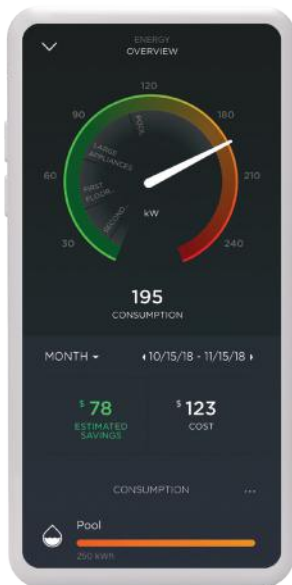 ENERGY
OVERVIEW
120
90
180
60
210
30
240
POOL
LARGE
APPLIANCES
FIRST
FLOOR...
SECOND...
kW
195
CONSUMPTION
MONTH
10/15/18 - 11/15/18
$ 78
ESTIMATED
SAVINGS
$ 123
COST
CONSUMPTION ...
Pool
250 kWh